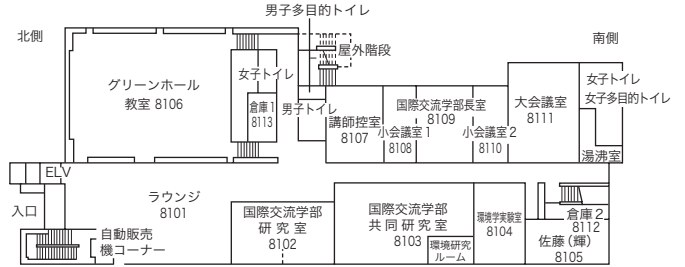 男子多目的トイレ
北側
屋外階段
南側
女子トイレ
グリーンホール
教室 8106
倉庫1
8113
男子トイレ
講師控室
8107
小会議室1
8108
国際交流学部長室
8109
小会議室2
8110
大会議室
8111
女子トイレ
女子多目的トイレ
湯沸室
ELV
入口
ラウンジ
8101
自動販売
機コーナー
国際交流学部
研究室
8102
国際交流学部
共同研究室
8103
環境研究
ルーム
環境学実験室
8104
倉庫2
8112
佐藤（輝）
8105